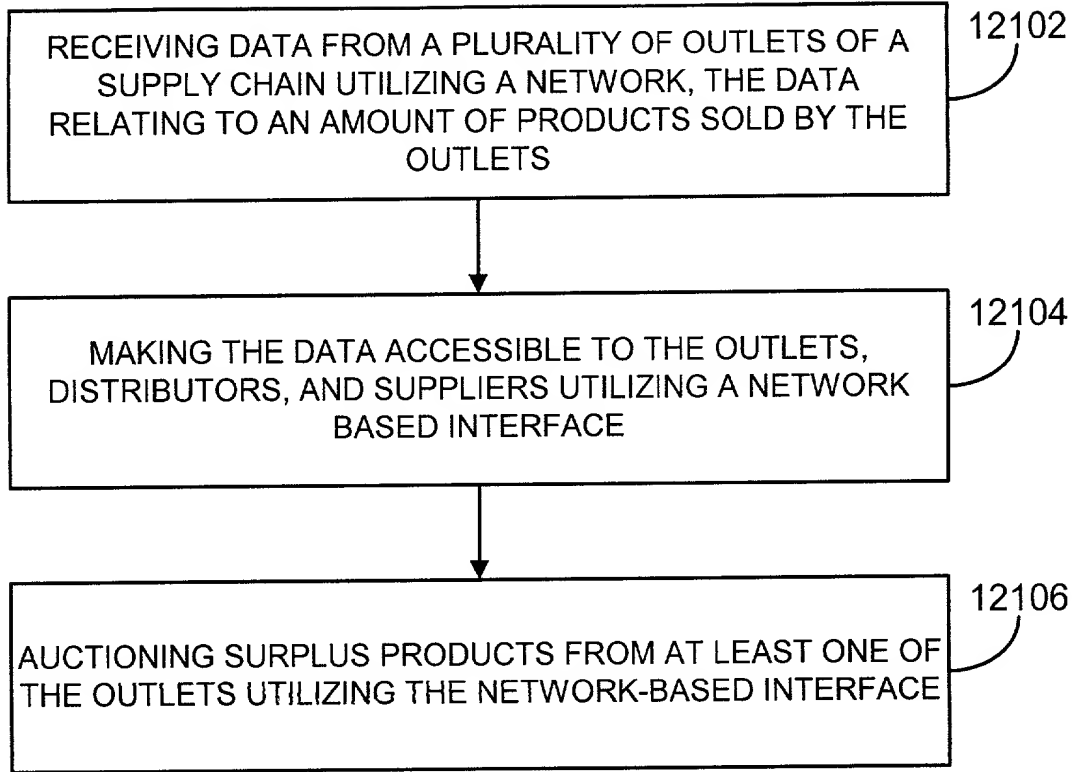 RECEIVING DATA FROM A PLURALITY OF OUTLETS OF A
SUPPLY CHAIN UTILIZING A NETWORK, THE DATA
RELATING TO AN AMOUNT OF PRODUCTS SOLD BY THE
OUTLETS
12102
MAKING THE DATA ACCESSIBLE TO THE OUTLETS,
DISTRIBUTORS, AND SUPPLIERS UTILIZING A NETWORK
BASED INTERFACE
12104
AUCTIONING SURPLUS PRODUCTS FROM AT LEAST ONE OF
THE OUTLETS UTILIZING THE NETWORK-BASED INTERFACE
12106